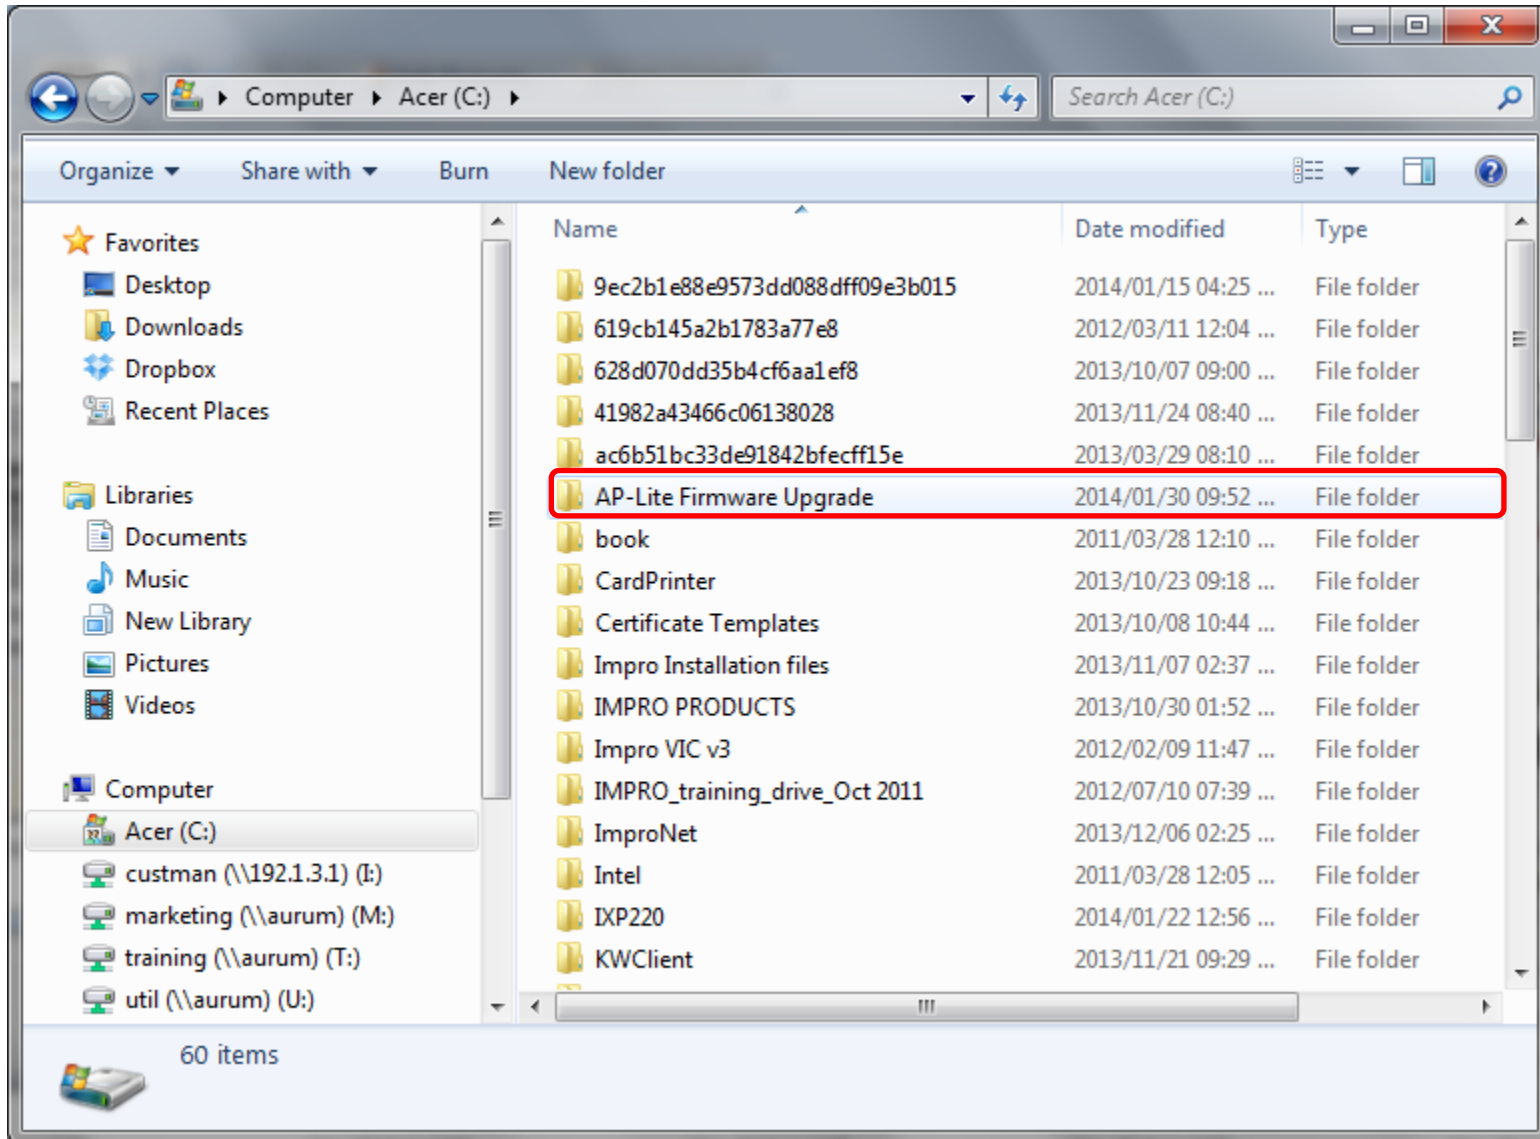 Computer Acer (C:)
Search Acer (C:)
Organize Share with Burn New folder
Favorites
Desktop
Downloads
Dropbox
Recent Places
Libraries
Documents
Music
New Library
Pictures
Videos
Computer
Acer (C:)
custman (\\192.1.3.1) (I:)
marketing (\\aurum) (M:)
training (\\aurum) (T:)
util (\\aurum) (U:)
Name Date modified Type
9ec2b1e88e9573dd088dff09e3b015 2014/01/15 04:25 ... File folder
619cb145a2b1783a77e8 2012/03/11 12:04 ... File folder
628d070dd35b4cf6aa1ef8 2013/10/07 09:00 ... File folder
41982a43466c06138028 2013/11/24 08:40 ... File folder
ac6b51bc33de91842bfecff15e 2013/03/29 08:10 ... File folder
AP-Lite Firmware Upgrade 2014/01/30 09:52 ... File folder
book 2011/03/28 12:10 ... File folder
CardPrinter 2013/10/23 09:18 ... File folder
Certificate Templates 2013/10/08 10:44 ... File folder
Impro Installation files 2013/11/07 02:37 ... File folder
IMPRO PRODUCTS 2013/10/30 01:52 ... File folder
Impro VIC v3 2012/02/09 11:47 ... File folder
IMPRO_training_drive_Oct 2011 2012/07/10 07:39 ... File folder
ImproNet 2013/12/06 02:25 ... File folder
Intel 2011/03/28 12:05 ... File folder
IXP220 2014/01/22 12:56 ... File folder
KWClient 2013/11/21 09:29 ... File folder
60 items